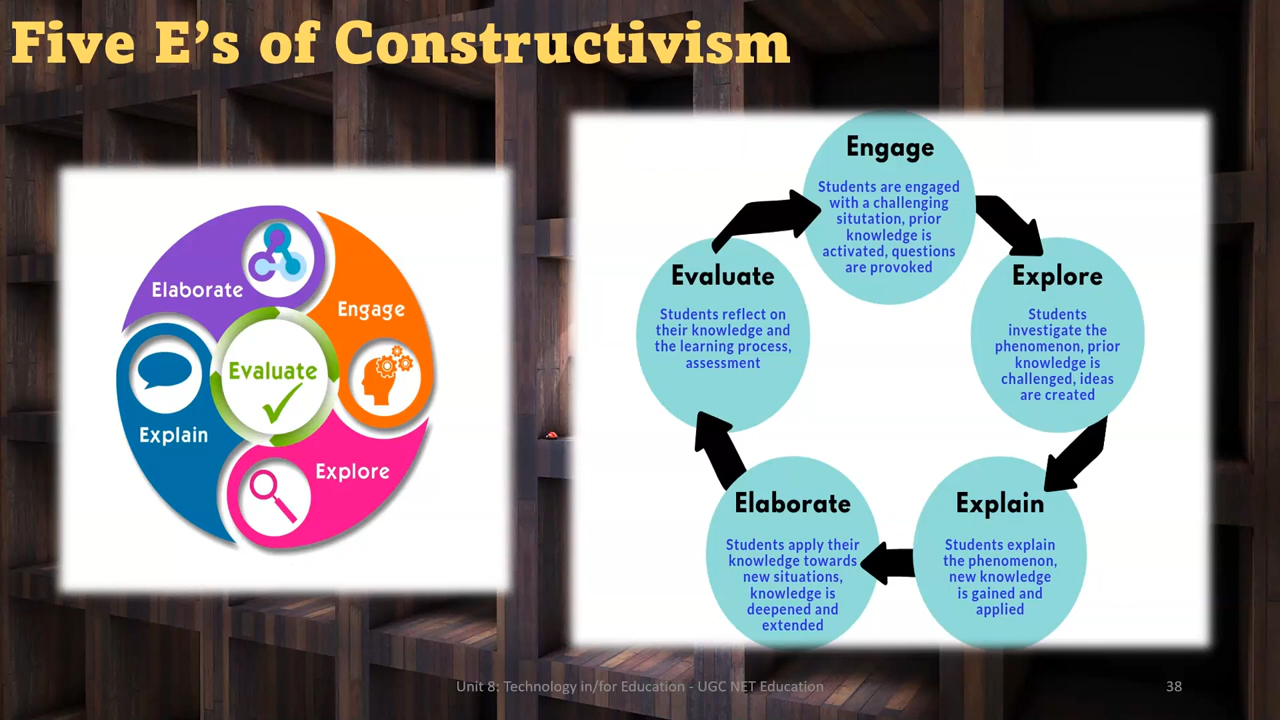 Five E's of Constructivism
Elaborate
Engage
Evaluate
Explain
Explore
Engage
Students are engaged
with a challenging
situtation, prior
knowledge is
activated, questions
are provoked
Explore
Students
investigate the
phenomenon, prior
knowledge is
challenged, ideas
are created
Explain
Students explain
the phenomenon,
new knowledge
is gained and
applied
Elaborate
Students apply their
knowledge towards
new situations,
knowledge is
deepened and
extended
Evaluate
Students reflect on
their knowledge and
the learning process,
assessment
Unit 8: Technology in/for Education - UGC NET Education
38